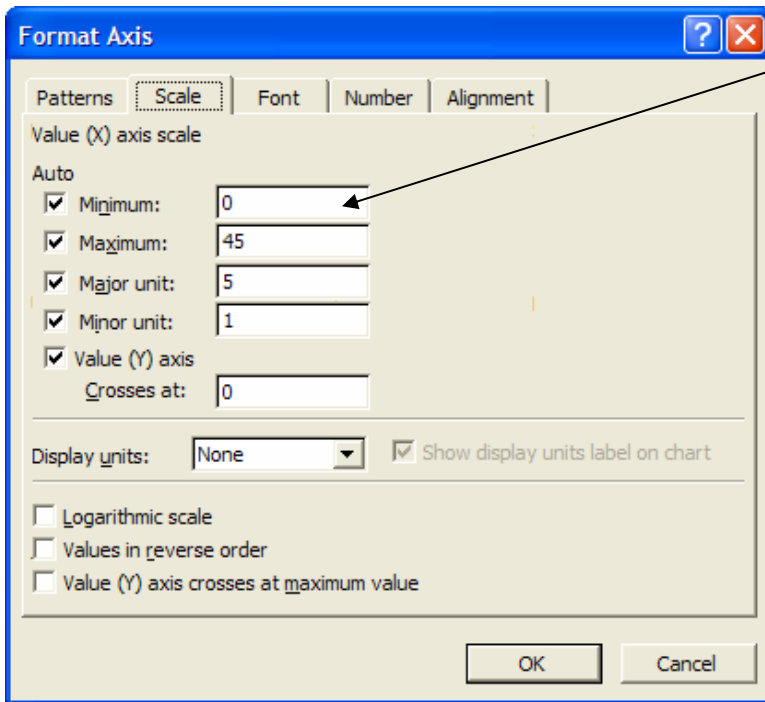 Format Axis
Patterns Scale Font Number Alignment
Value (X) axis scale
Auto
Minimum: 0
Maximum: 45
Major unit: 5
Minor unit: 1
Value (Y) axis
Crosses at: 0
Display units: None Show display units label on chart
Logarithmic scale
Values in reverse order
Value (Y) axis crosses at maximum value
OK Cancel